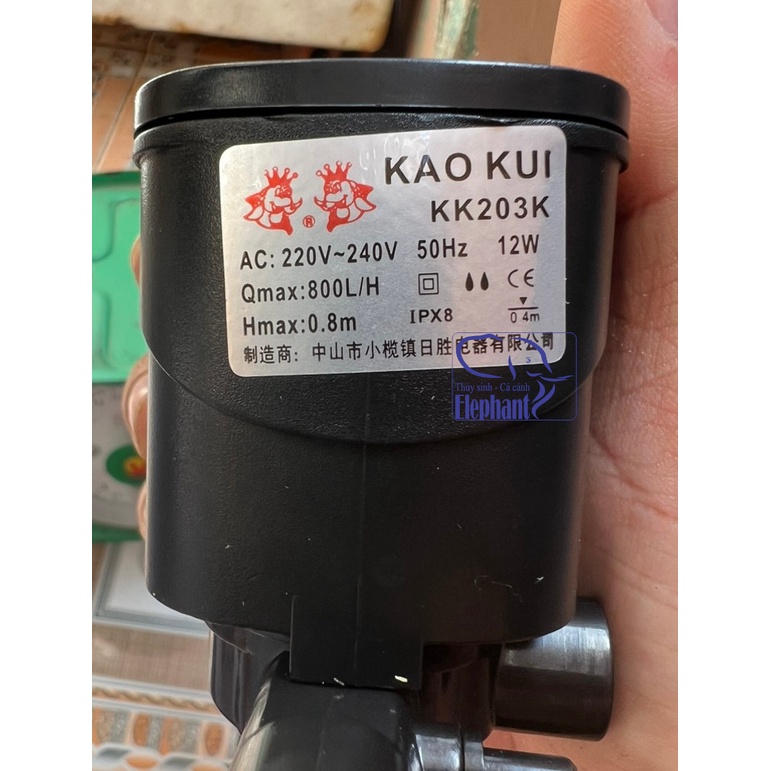 KAO KUI
KK203K
®
AC: 220V~240V 50Hz 12W
Qmax:800L/H CE
Hmax:0.8m IPX8 0.4m
制造商: 中山市小榄镇日胜电器有限公司
Thủy sinh - Cá cảnh
Elephant